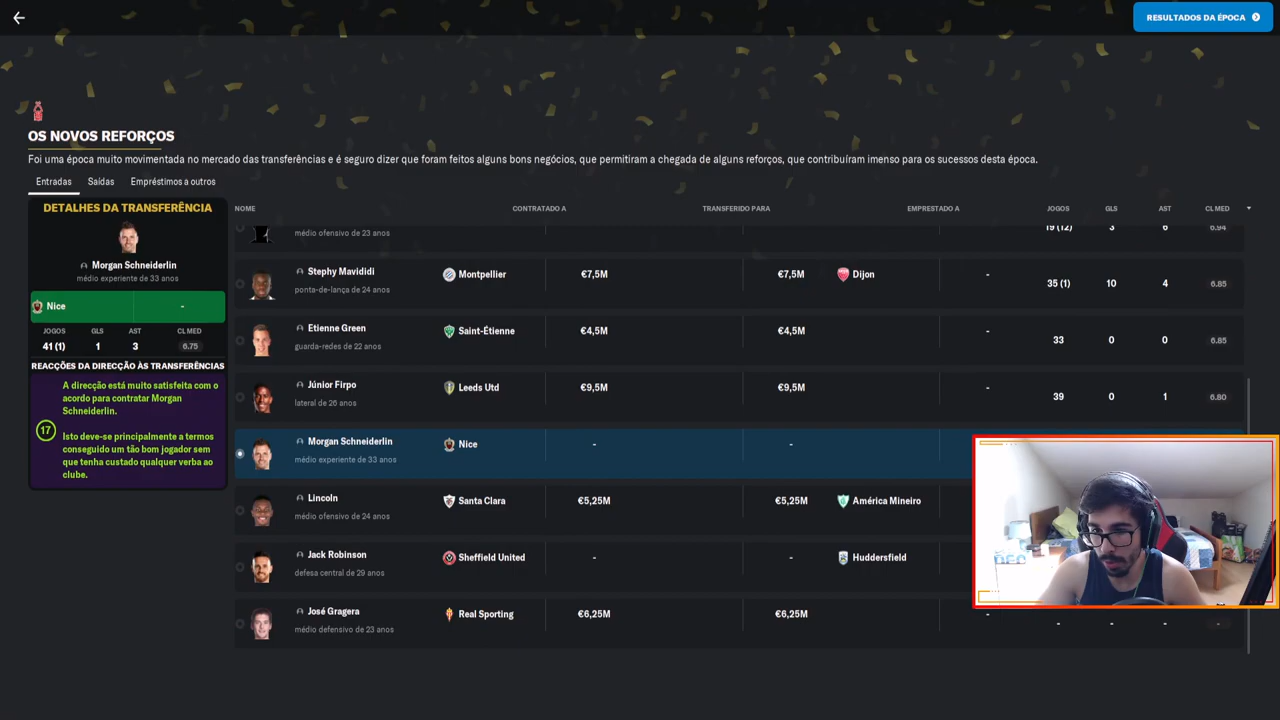 RESULTADOS DA ÉPOCA
OS NOVOS REFORÇOS
Foi uma época muito movimentada no mercado das transferências e é seguro dizer que foram feitos alguns bons negócios, que permitiram a chegada de alguns reforços, que contribuíram imenso para os sucessos desta época.
Entradas Saídas Empréstimos a outros
DETALHES DA TRANSFERÊNCIA
Morgan Schneiderlin
médio experiente de 33 anos
Nice -
JOGOS GLS AST CL MED
41 (1) 1 3 6.75
REACÇÕES DA DIRECÇÃO ÀS TRANSFERÊNCIAS
A direcção está muito satisfeita com o
acordo para contratar Morgan
Schneiderlin.
17
Isto deve-se principalmente a termos
conseguido um tão bom jogador sem
que tenha custado qualquer verba ao
clube.
NOME CONTRATADO A TRANSFERIDO PARA EMPRESTADO A JOGOS GLS AST CL MED
médio ofensivo de 23 anos 19 (12) 3 6 6.94
Stephy Mavididi Montpellier €7,5M €7,5M Dijon - 35 (1) 10 4 6.85
ponta-de-lança de 24 anos
Etienne Green Saint-Étienne €4,5M €4,5M - 33 0 0 6.85
guarda-redes de 22 anos
Júnior Firpo Leeds Utd €9,5M €9,5M - 39 0 1 6.80
lateral de 26 anos
Morgan Schneiderlin Nice - -
médio experiente de 33 anos
Lincoln Santa Clara €5,25M €5,25M América Mineiro
médio ofensivo de 24 anos
Jack Robinson Sheffield United - - Huddersfield
defesa central de 29 anos
José Gragera Real Sporting €6,25M €6,25M - - - - -
médio defensivo de 23 anos